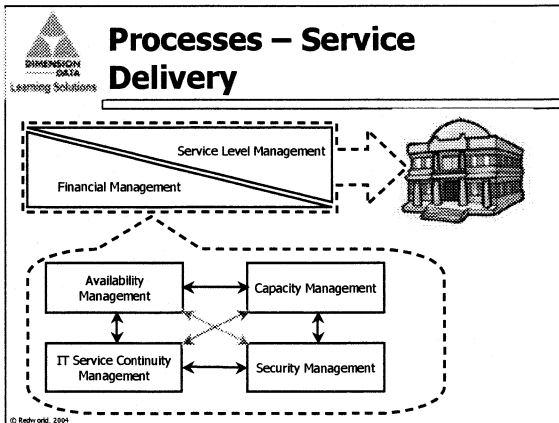 DIMENSION
DATA
Learning Solutions
Processes – Service
Delivery
Service Level Management
Financial Management
Availability
Management
Capacity Management
IT Service Continuity
Management
Security Management
© Redworld, 2004